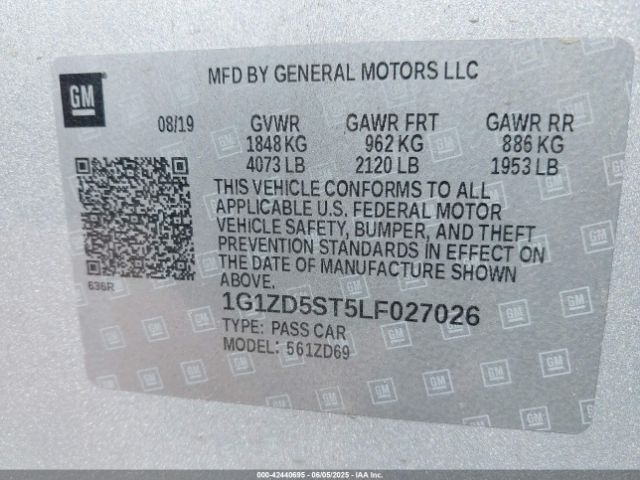 GM
MFD BY GENERAL MOTORS LLC
08/19 GVWR GAWR FRT GAWR RR
1848 KG 962 KG 886 KG
4073 LB 2120 LB 1953 LB
THIS VEHICLE CONFORMS TO ALL
APPLICABLE U.S. FEDERAL MOTOR
VEHICLE SAFETY, BUMPER, AND THEFT
PREVENTION STANDARDS IN EFFECT ON
THE DATE OF MANUFACTURE SHOWN
ABOVE.
636R
1G1ZD5ST5LF027026
TYPE: PASS CAR
MODEL: 561ZD69
000-42440695 - 06/05/2025 - IAA Inc.